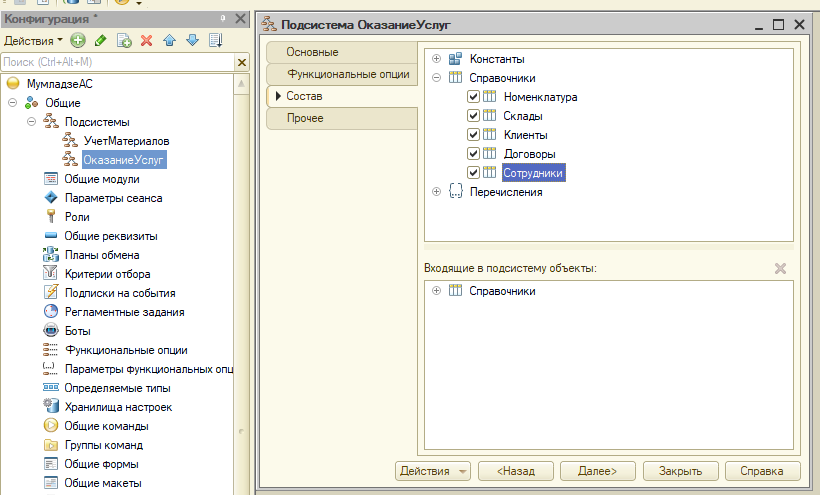 Конфигурация *
Действия
Поиск (Ctrl+Alt+M)
МумладзеАС
Общие
Подсистемы
УчетМатериалов
ОказаниеУслуг
Общие модули
Параметры сеанса
Роли
Общие реквизиты
Планы обмена
Критерии отбора
Подписки на события
Регламентные задания
Боты
Функциональные опции
Параметры функциональных опц
Определяемые типы
Хранилища настроек
Общие команды
Группы команд
Общие формы
Общие макеты
Подсистема ОказаниеУслуг
Основные
Функциональные опции
Состав
Прочее
Константы
Справочники
Номенклатура
Склады
Клиенты
Договоры
Сотрудники
Перечисления
Входящие в подсистему объекты:
Справочники
Действия
<Назад
Далее>
Закрыть
Справка